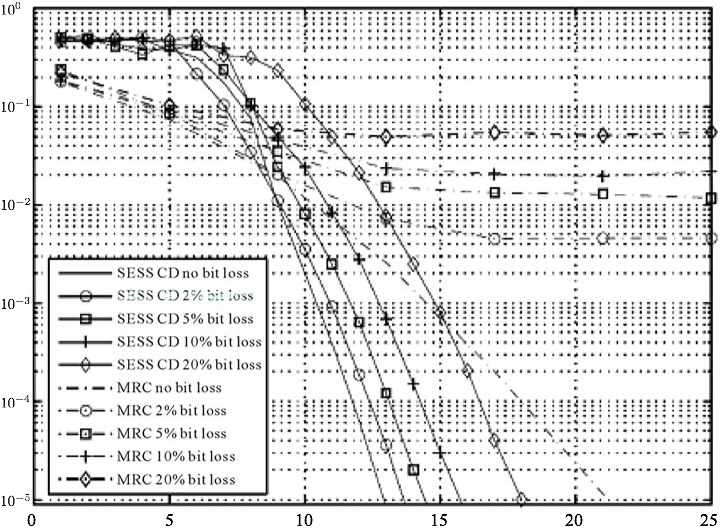 10^0
10^-1
10^-2
10^-3
10^-4
10^-5
SESS CD no bit loss
SESS CD 2% bit loss
SESS CD 5% bit loss
SESS CD 10% bit loss
SESS CD 20% bit loss
MRC no bit loss
MRC 2% bit loss
MRC 5% bit loss
MRC 10% bit loss
MRC 20% bit loss
0 5 10 15 20 25